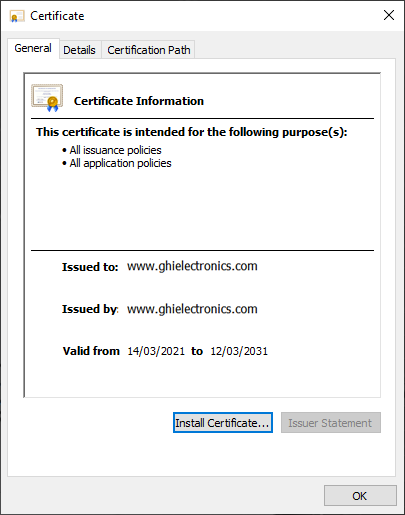 Certificate
General
Details
Certification Path
Certificate Information
This certificate is intended for the following purpose(s):
• All issuance policies
• All application policies
Issued to: www.ghielectronics.com
Issued by: www.ghielectronics.com
Valid from 14/03/2021 to 12/03/2031
Install Certificate...
Issuer Statement
OK